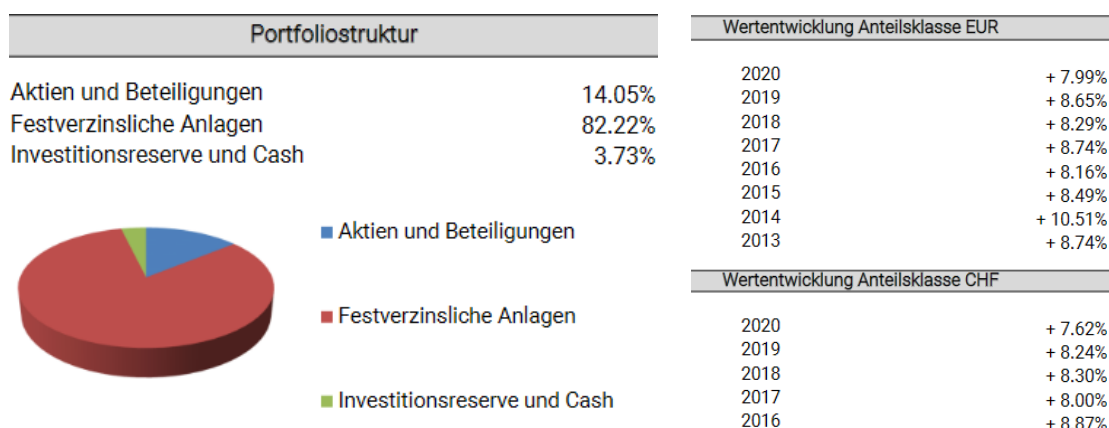 Portfoliostruktur
Aktien und Beteiligungen 14.05%
Festverzinsliche Anlagen 82.22%
Investitionsreserve und Cash 3.73%
Aktien und Beteiligungen
Festverzinsliche Anlagen
Investitionsreserve und Cash
Wertentwicklung Anteilsklasse EUR
2020 + 7.99%
2019 + 8.65%
2018 + 8.29%
2017 + 8.74%
2016 + 8.16%
2015 + 8.49%
2014 + 10.51%
2013 + 8.74%
Wertentwicklung Anteilsklasse CHF
2020 + 7.62%
2019 + 8.24%
2018 + 8.30%
2017 + 8.00%
2016 + 8.87%